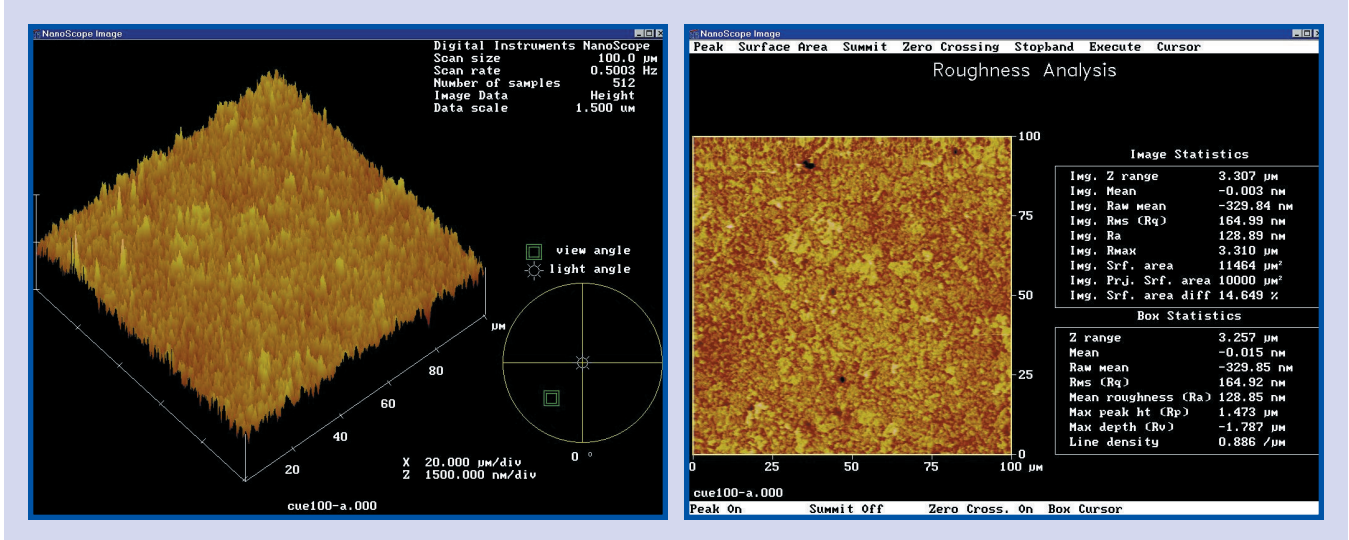 NanoScope Image
Digital Instruments NanoScope
Scan size 100.0 µm
Scan rate 0.5003 Hz
Number of samples 512
Image Data Height
Data scale 1.500 um
view angle
light angle
µm
80
60
40
20
X 20.000 µm/div
Z 1500.000 nm/div
0 °
cue100-a.000
NanoScope Image
Peak Surface Area Summit Zero Crossing Stopband Execute Cursor
Roughness Analysis
100
75
50
25
0
0 25 50 75 100 µm
Image Statistics
Img. Z range 3.307 µm
Img. Mean -0.003 nm
Img. Raw mean -329.84 nm
Img. Rms (Rq) 164.99 nm
Img. Ra 128.89 nm
Img. Rmax 3.310 µm
Img. Srf. area 11464 µm²
Img. Prj. Srf. area 10000 µm²
Img. Srf. area diff 14.649 %
Box Statistics
Z range 3.257 µm
Mean -0.015 nm
Raw mean -329.85 nm
Rms (Rq) 164.92 nm
Mean roughness (Ra) 128.85 nm
Max peak ht (Rp) 1.473 µm
Max depth (Rv) -1.787 µm
Line density 0.886 /µm
cue100-a.000
Peak On Summit Off Zero Cross. On Box Cursor